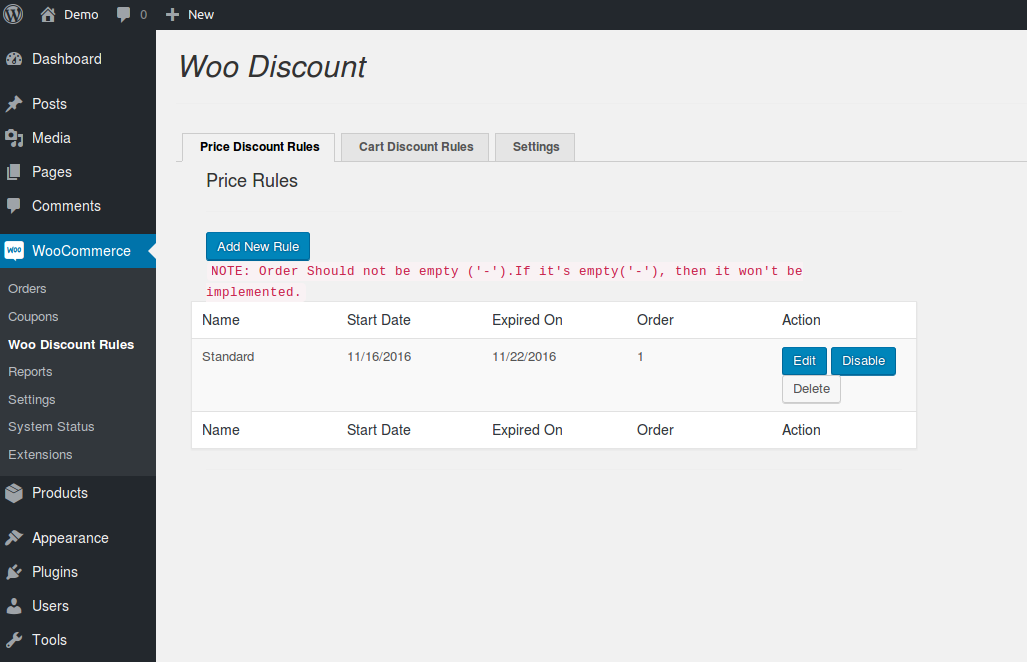 Demo 0 New
Dashboard
Posts
Media
Pages
Comments
WOO WooCommerce
Orders
Coupons
Woo Discount Rules
Reports
Settings
System Status
Extensions
Products
Appearance
Plugins
Users
Tools
Woo Discount
Price Discount Rules Cart Discount Rules Settings
Price Rules
Add New Rule
NOTE: Order Should not be empty ('-').If it's empty('-'), then it won't be
implemented.
Name Start Date Expired On Order Action
Standard 11/16/2016 11/22/2016 1 Edit Disable
Delete
Name Start Date Expired On Order Action